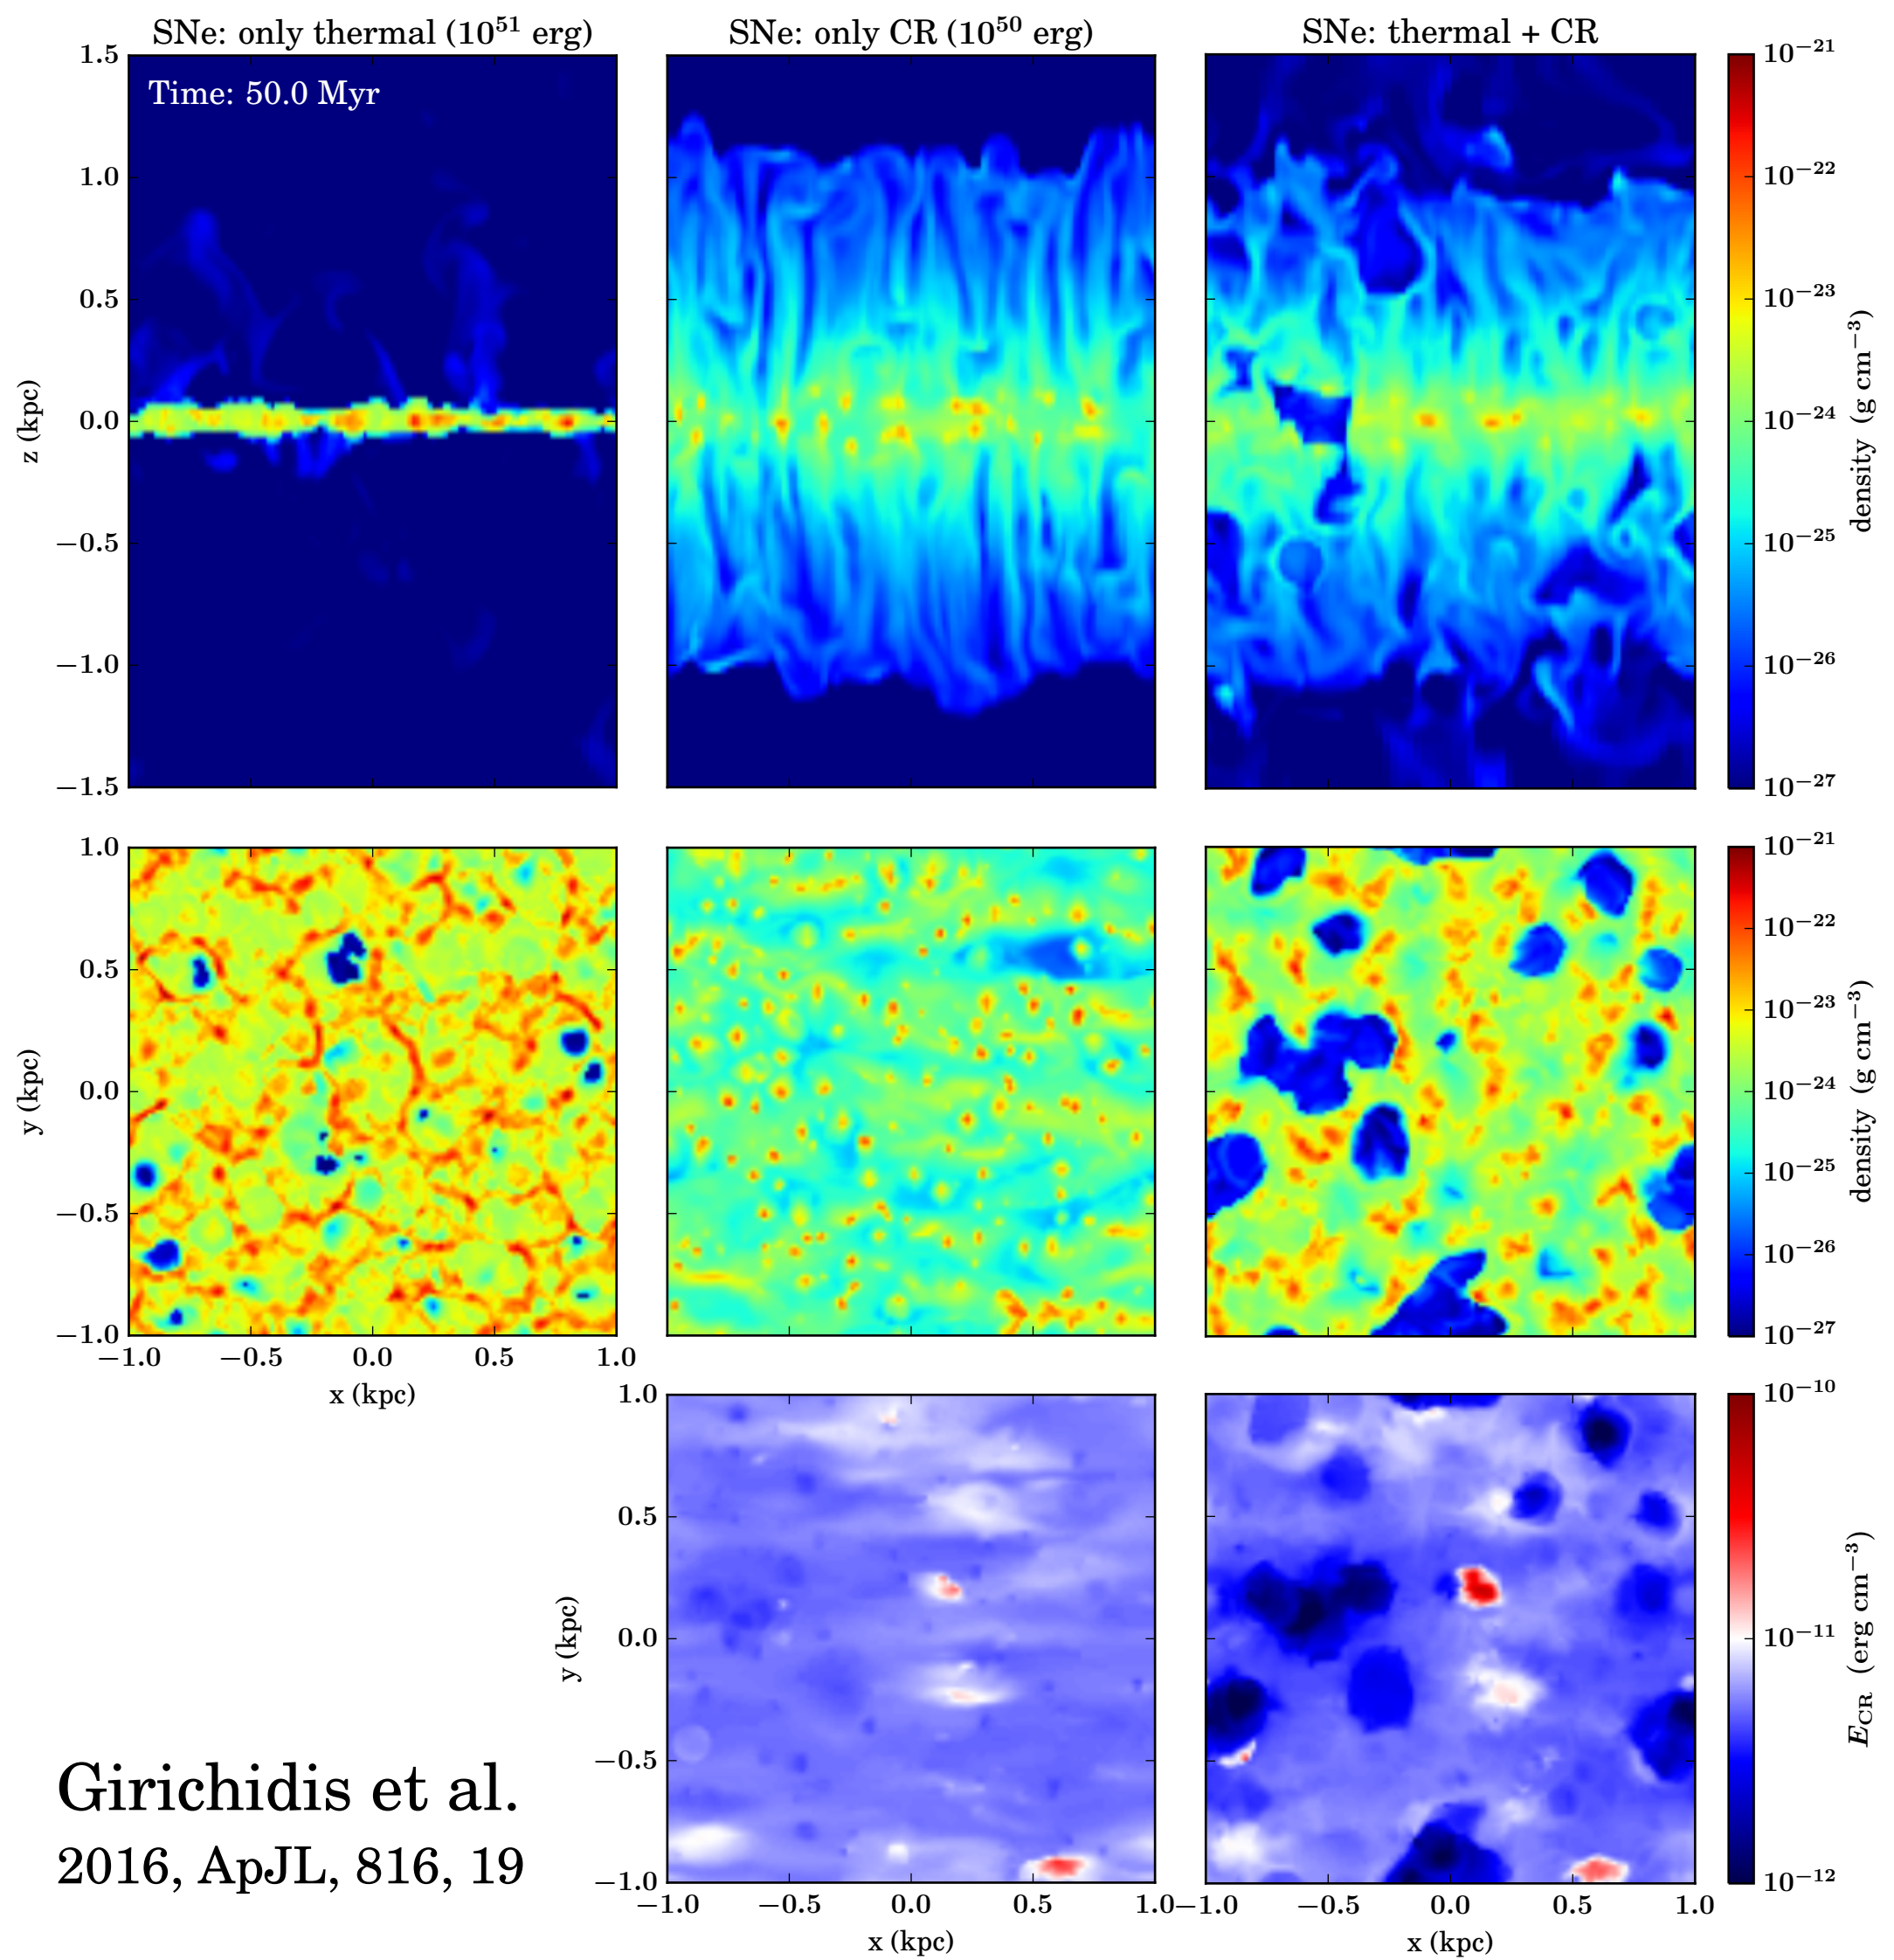 SNe: only thermal (10⁵¹ erg)
SNe: only CR (10⁵⁰ erg)
SNe: thermal + CR
Time: 50.0 Myr
1.5
1.0
0.5
0.0
−0.5
−1.0
−1.5
z (kpc)
10⁻²¹
10⁻²²
10⁻²³
10⁻²⁴
10⁻²⁵
10⁻²⁶
10⁻²⁷
density (g cm⁻³)
1.0
0.5
0.0
−0.5
−1.0
y (kpc)
−1.0 −0.5 0.0 0.5 1.0
x (kpc)
10⁻²¹
10⁻²²
10⁻²³
10⁻²⁴
10⁻²⁵
10⁻²⁶
10⁻²⁷
density (g cm⁻³)
1.0
0.5
0.0
−0.5
−1.0
y (kpc)
−1.0 −0.5 0.0 0.5 1.0
x (kpc)
−1.0 −0.5 0.0 0.5 1.0
x (kpc)
10⁻¹⁰
10⁻¹¹
10⁻¹²
E_CR (erg cm⁻³)
Girichidis et al.
2016, ApJL, 816, 19